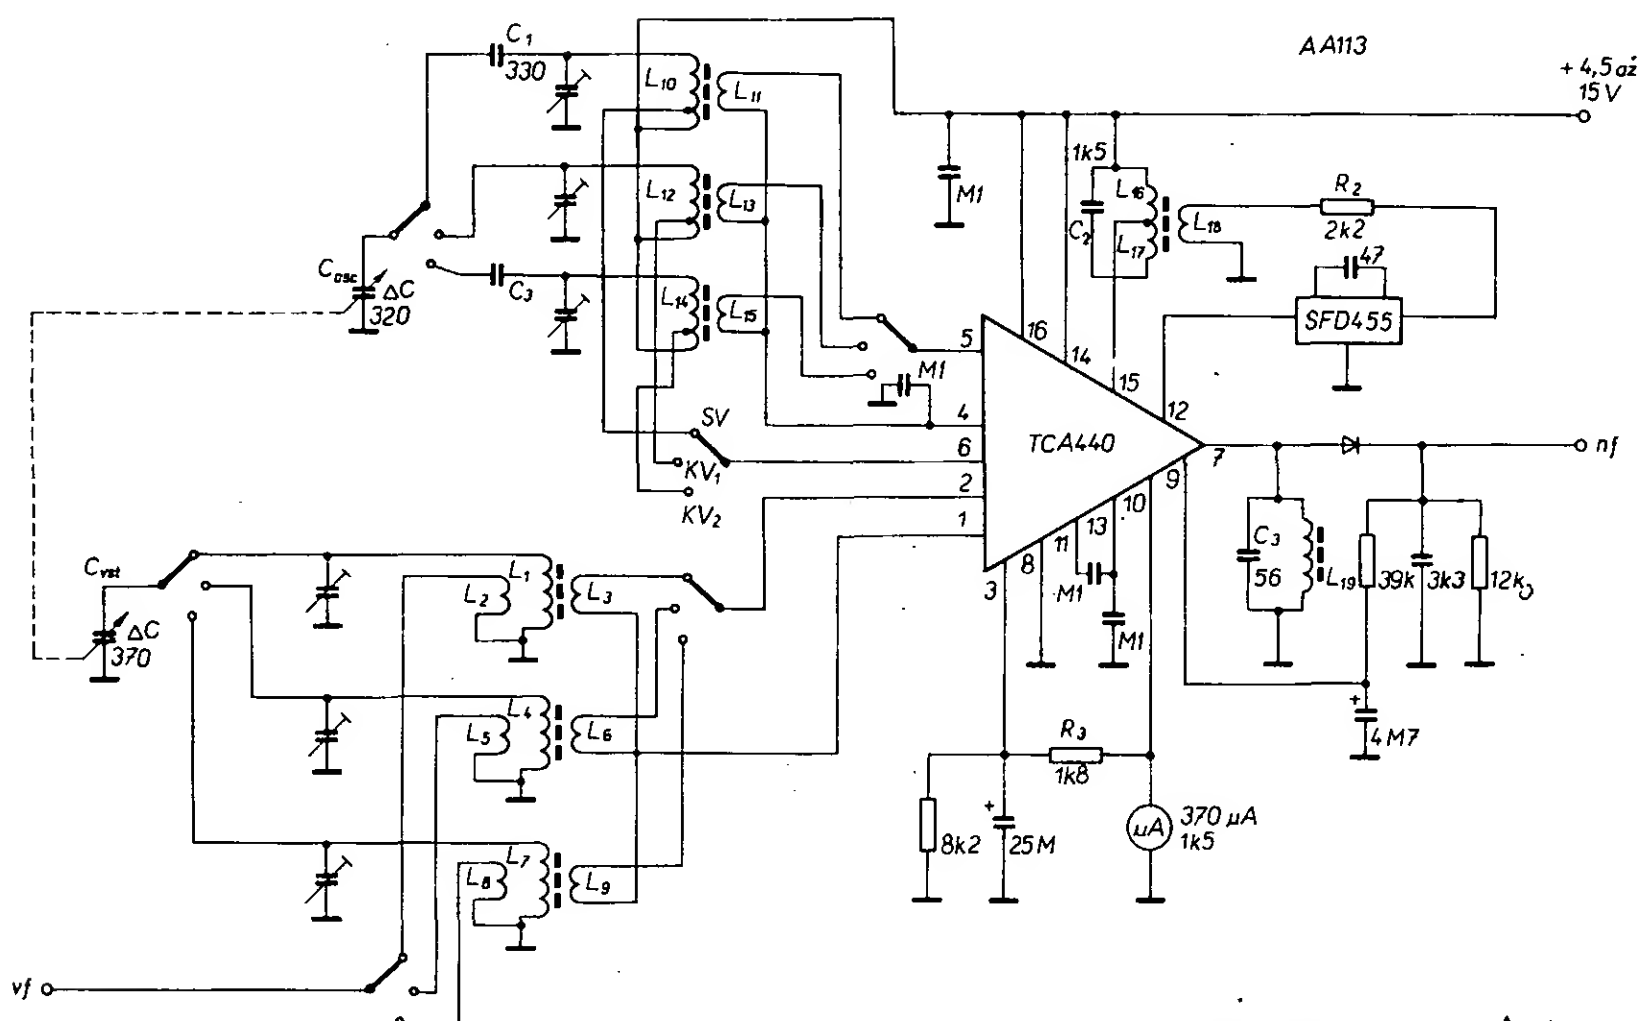 C1
330
AA113
+ 4,5 až
15V
L10
L11
1k5
M1
L12
L13
L16
C2
L17
L18
R2
2k2
47
SFD455
Cosc
ΔC
320
C3
L14
L15
M1
5
16
14
15
12
4
TCA440
SV
6
7
nf
KV1
2
9
KV2
10
1
13
11
8
3
M1
M1
C3
56
L19
39k
3k3
12k
Cvst
ΔC
370
L1
L2
L3
4M7
+
L4
L5
L6
R3
1k8
+
8k2
25M
µA
370 µA
1k5
L7
L8
L9
vf